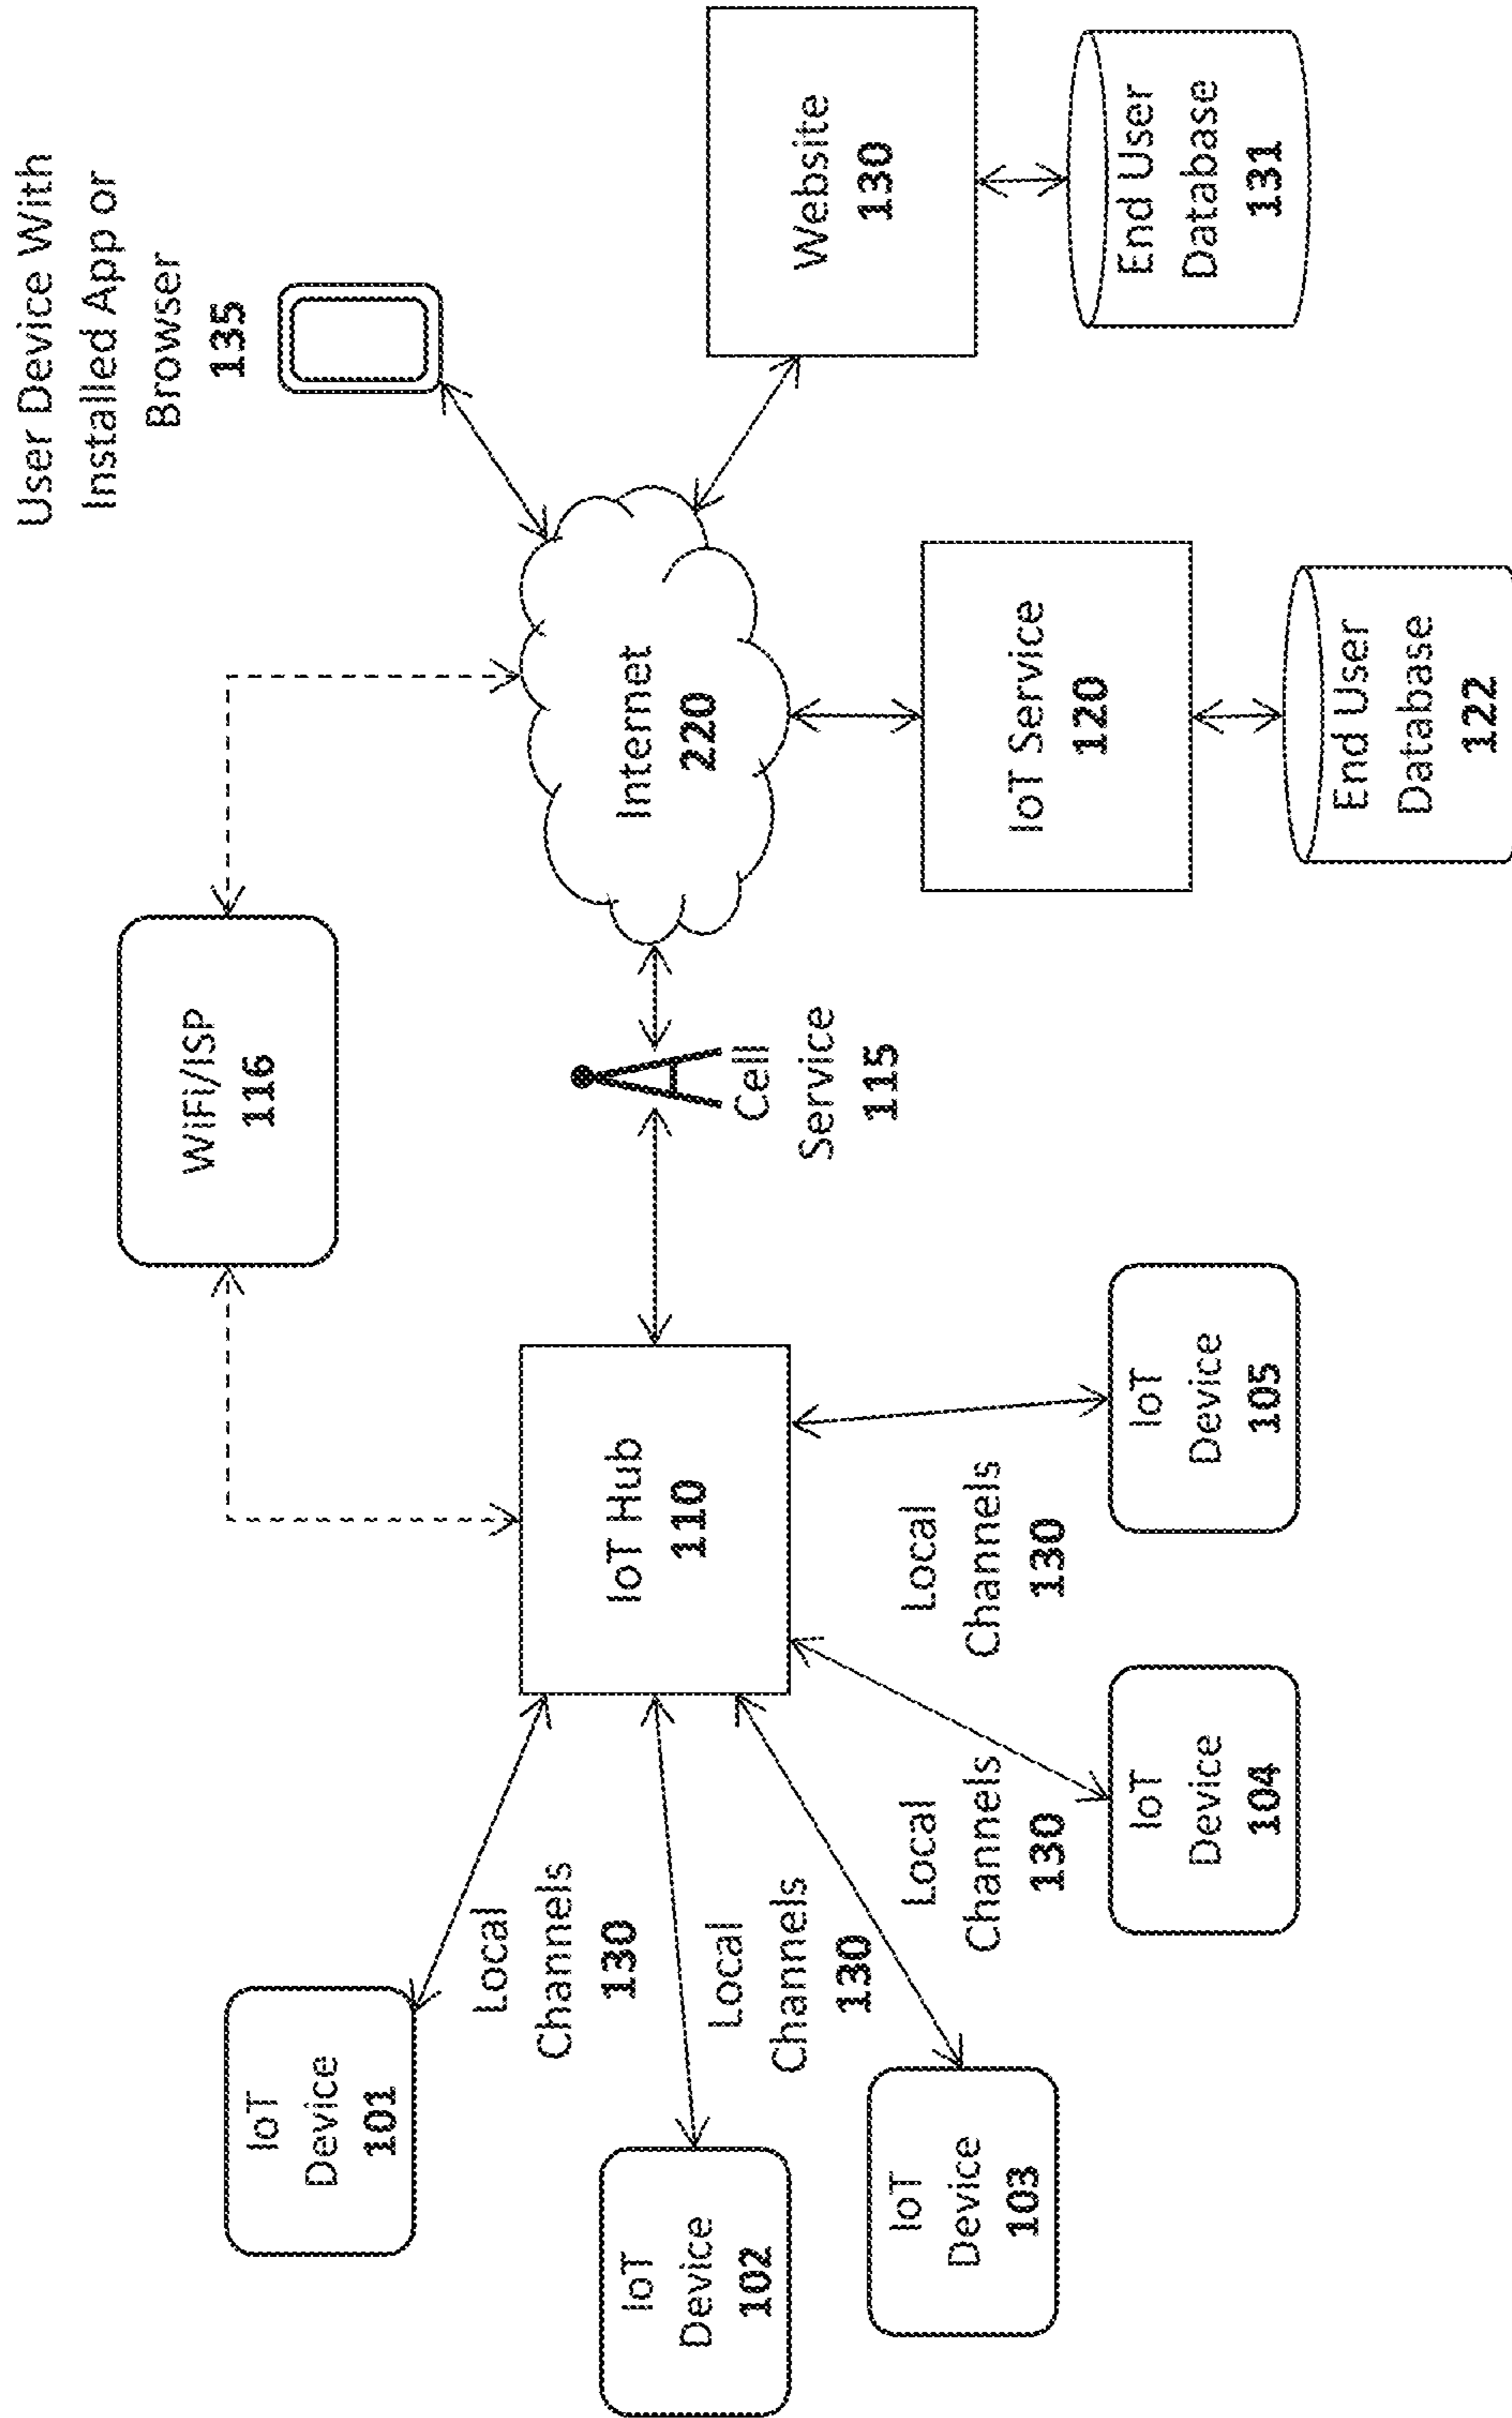 User Device With
Installed App or
Browser
135
WiFi/ISP
116
Website
130
End User
Database
131
Internet
220
Cell
Service
115
IoT Service
120
End User
Database
122
IoT Hub
110
IoT
Device
101
Local
Channels
130
IoT
Device
102
Local
Channels
130
IoT
Device
103
Local
Channels
130
IoT
Device
104
Local
Channels
130
IoT
Device
105